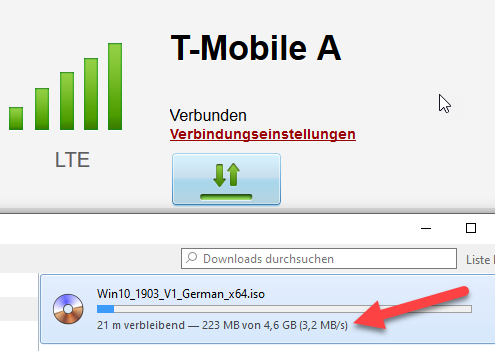 T-Mobile A
Verbunden
Verbindungseinstellungen
LTE
Downloads durchsuchen
Liste l
Win10_1903_V1_German_x64.iso
21 m verbleibend — 223 MB von 4,6 GB (3,2 MB/s)